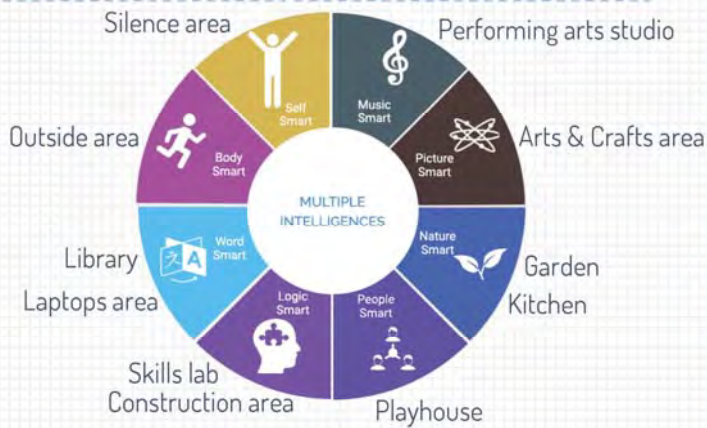 Silence area
Performing arts studio
Self
Smart
Music
Smart
Outside area
Body
Smart
Picture
Smart
Arts & Crafts area
MULTIPLE
INTELLIGENCES
Library
Laptops area
Word
Smart
A
Nature
Smart
Garden
Kitchen
Logic
Smart
People
Smart
Skills lab
Construction area
Playhouse